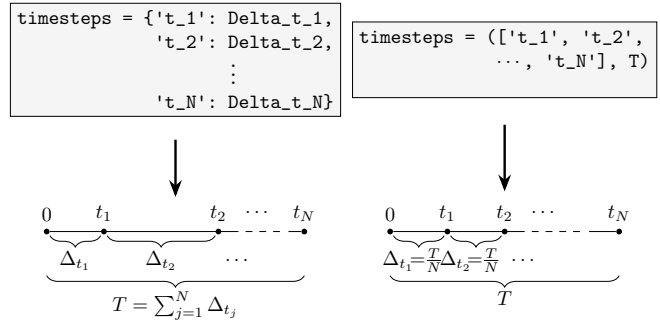 timesteps = {'t_1': Delta_t_1,
't_2': Delta_t_2,
⋮
't_N': Delta_t_N}
timesteps = (['t_1', 't_2',
⋯, 't_N'], T)
0 t₁ t₂ ⋯ t_N
Δ_{t₁} Δ_{t₂} ⋯
T = ∑_{j=1}^{N} Δ_{t_j}
0 t₁ t₂ ⋯ t_N
Δ_{t₁}=T/N Δ_{t₂}=T/N ⋯
T